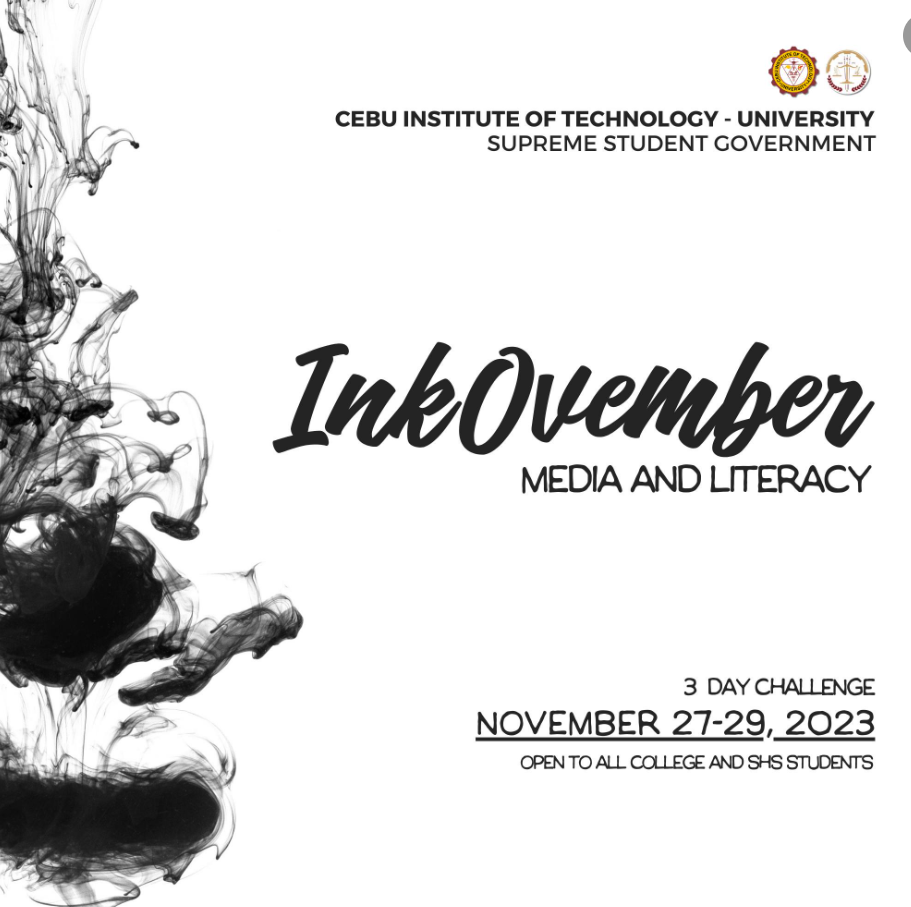 CEBU INSTITUTE OF TECHNOLOGY - UNIVERSITY
SUPREME STUDENT GOVERNMENT
InkOvember
MEDIA AND LITERACY
3 DAY CHALLENGE
NOVEMBER 27-29, 2023
OPEN TO ALL COLLEGE AND SHS STUDENTS